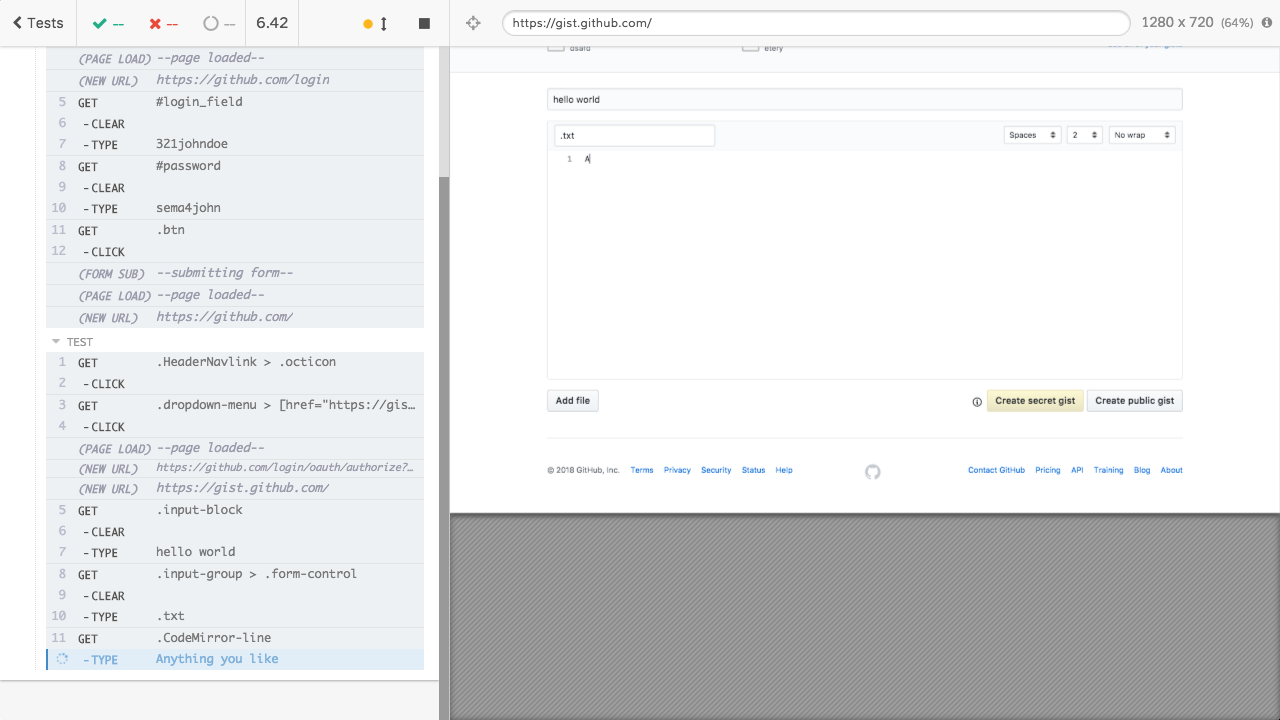 Tests -- -- -- 6.42
https://gist.github.com/ 1280 x 720 (64%)
(PAGE LOAD) --page loaded--
(NEW URL) https://github.com/login
5 GET #login_field
6 - CLEAR
7 - TYPE 321johndoe
8 GET #password
9 - CLEAR
10 - TYPE sema4john
11 GET .btn
12 - CLICK
(FORM SUB) --submitting form--
(PAGE LOAD) --page loaded--
(NEW URL) https://github.com/
TEST
1 GET .HeaderNavlink > .octicon
2 - CLICK
3 GET .dropdown-menu > [href="https://gis…
4 - CLICK
(PAGE LOAD) --page loaded--
(NEW URL) https://github.com/login/oauth/authorize?…
(NEW URL) https://gist.github.com/
5 GET .input-block
6 - CLEAR
7 - TYPE hello world
8 GET .input-group > .form-control
9 - CLEAR
10 - TYPE .txt
11 GET .CodeMirror-line
- TYPE Anything you like
hello world
.txt Spaces 2 No wrap
1 A
Add file Create secret gist Create public gist
© 2018 GitHub, Inc. Terms Privacy Security Status Help Contact GitHub Pricing API Training Blog About